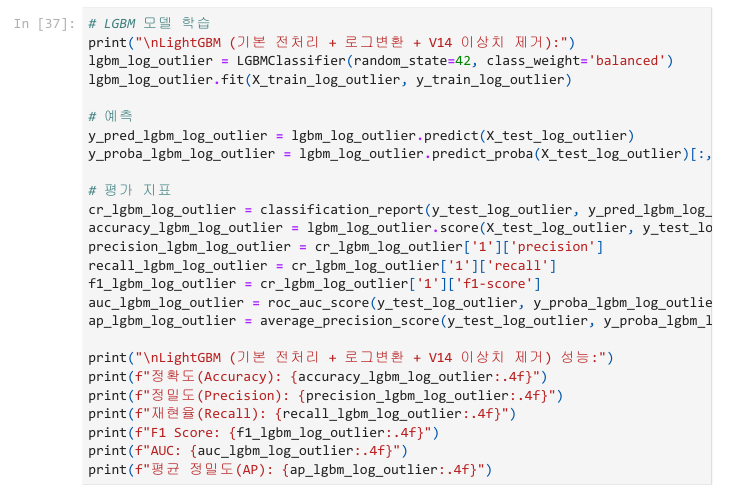 In [37]:
# LGBM 모델 학습
print("\nLightGBM (기본 전처리 + 로그변환 + V14 이상치 제거):")
lgbm_log_outlier = LGBMClassifier(random_state=42, class_weight='balanced')
lgbm_log_outlier.fit(X_train_log_outlier, y_train_log_outlier)
# 예측
y_pred_lgbm_log_outlier = lgbm_log_outlier.predict(X_test_log_outlier)
y_proba_lgbm_log_outlier = lgbm_log_outlier.predict_proba(X_test_log_outlier)[:,
# 평가 지표
cr_lgbm_log_outlier = classification_report(y_test_log_outlier, y_pred_lgbm_log_
accuracy_lgbm_log_outlier = lgbm_log_outlier.score(X_test_log_outlier, y_test_lo
precision_lgbm_log_outlier = cr_lgbm_log_outlier['1']['precision']
recall_lgbm_log_outlier = cr_lgbm_log_outlier['1']['recall']
f1_lgbm_log_outlier = cr_lgbm_log_outlier['1']['f1-score']
auc_lgbm_log_outlier = roc_auc_score(y_test_log_outlier, y_proba_lgbm_log_outlie
ap_lgbm_log_outlier = average_precision_score(y_test_log_outlier, y_proba_lgbm_l
print("\nLightGBM (기본 전처리 + 로그변환 + V14 이상치 제거) 성능:")
print(f"정확도(Accuracy): {accuracy_lgbm_log_outlier:.4f}")
print(f"정밀도(Precision): {precision_lgbm_log_outlier:.4f}")
print(f"재현율(Recall): {recall_lgbm_log_outlier:.4f}")
print(f"F1 Score: {f1_lgbm_log_outlier:.4f}")
print(f"AUC: {auc_lgbm_log_outlier:.4f}")
print(f"평균 정밀도(AP): {ap_lgbm_log_outlier:.4f}")